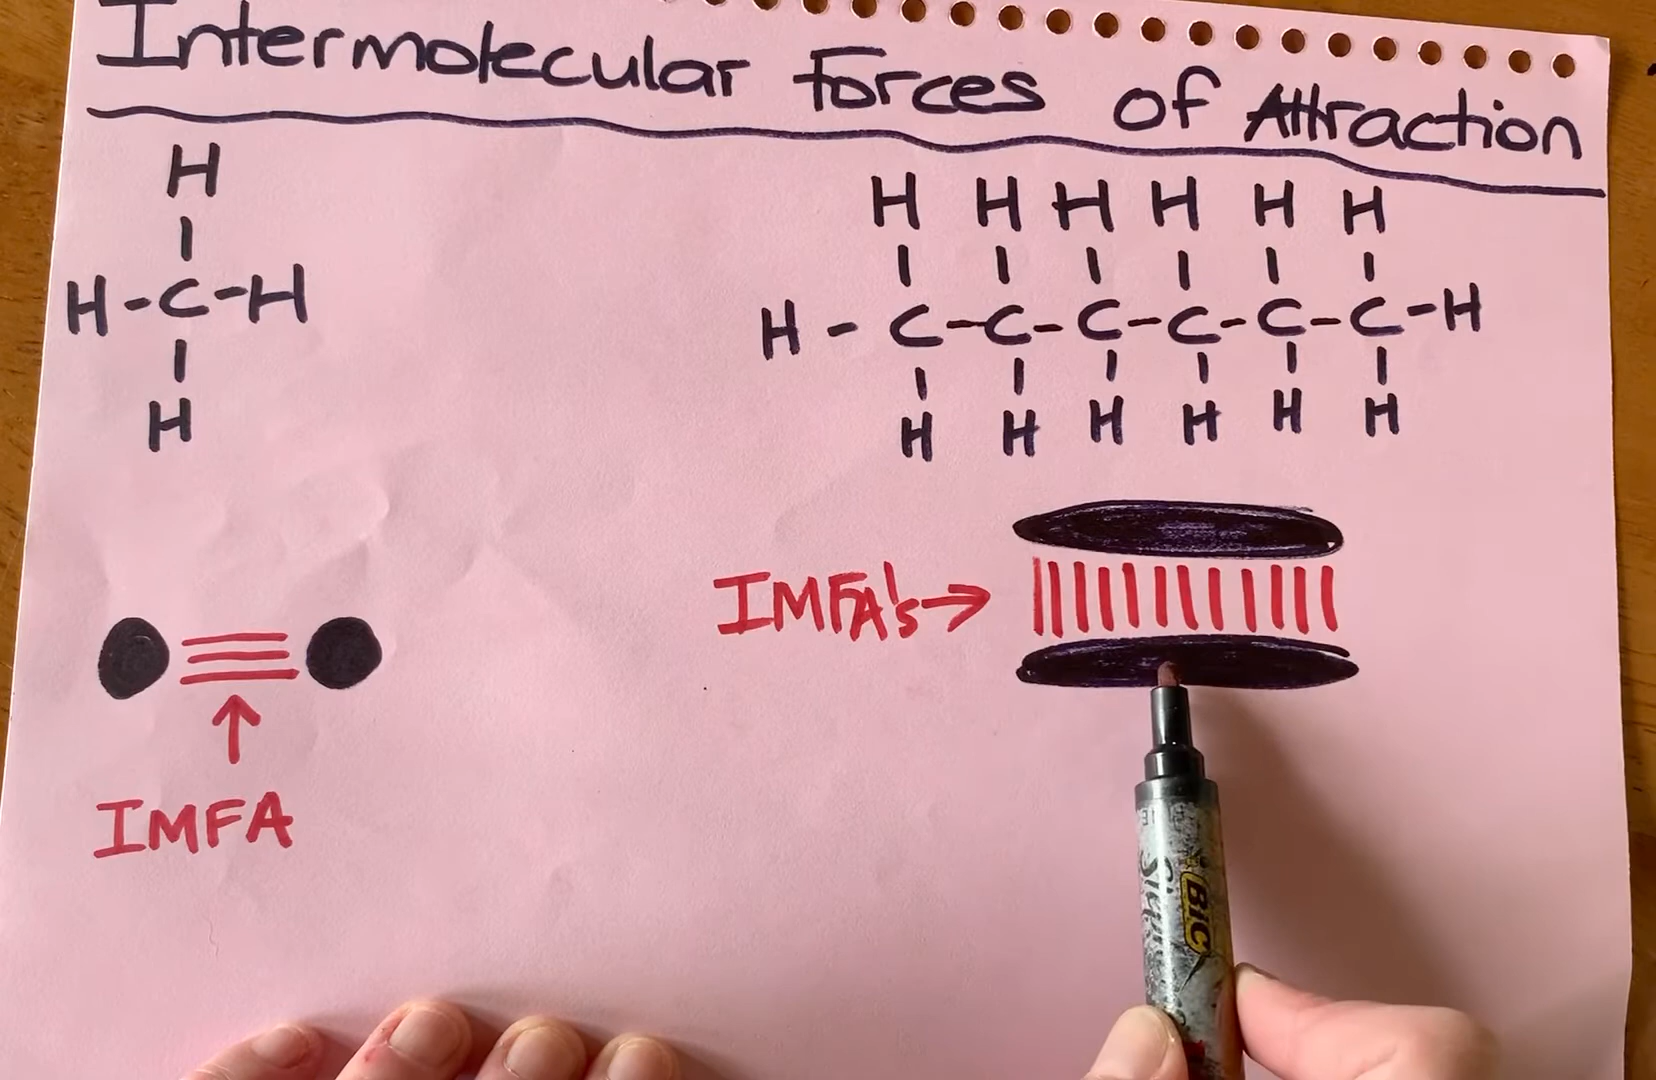 Intermolecular Forces of Attraction
H
H-C-H
H
H H H H H H
H-C-C-C-C-C-C-H
H H H H H H
IMFA's→
IMFA
BIC